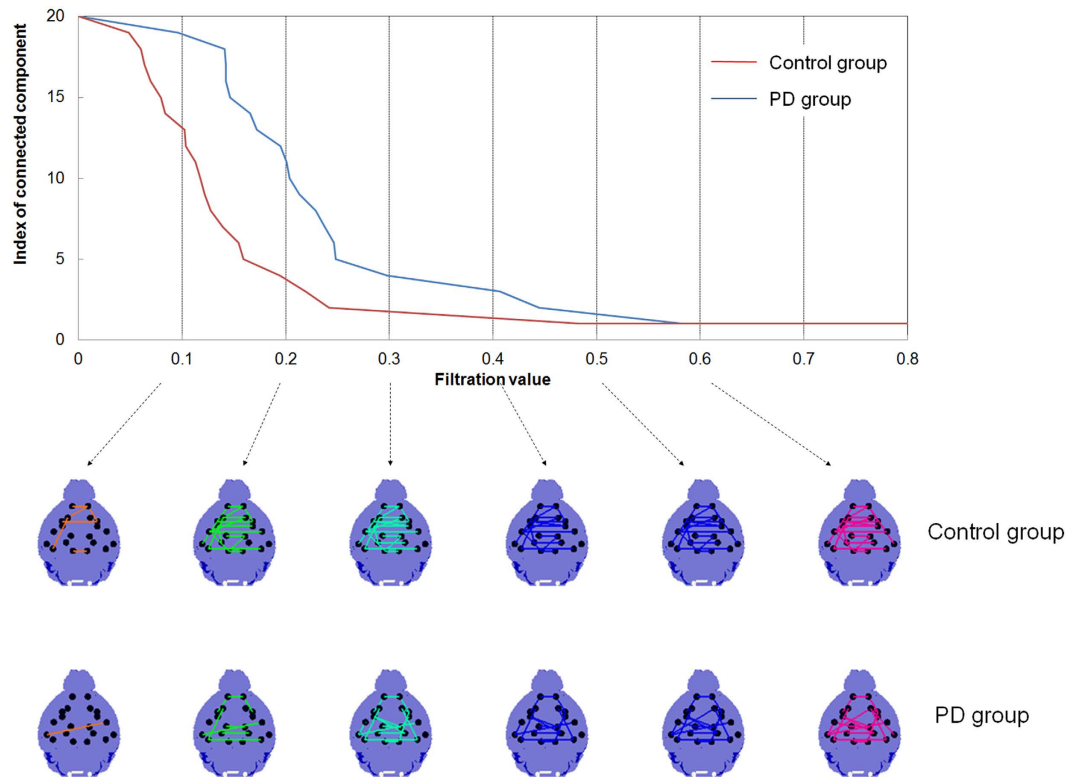 Index of connected component
20
15
10
5
0
Control group
PD group
0 0.1 0.2 0.3 0.4 0.5 0.6 0.7 0.8
Filtration value
Control group
PD group